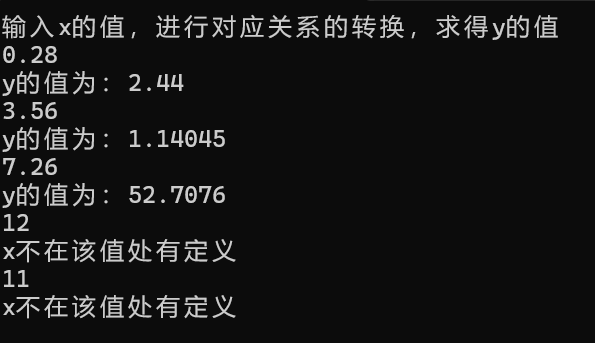 输入x的值，进行对应关系的转换，求得y的值
0.28
y的值为：2.44
3.56
y的值为：1.14045
7.26
y的值为：52.7076
12
x不在该值处有定义
11
x不在该值处有定义